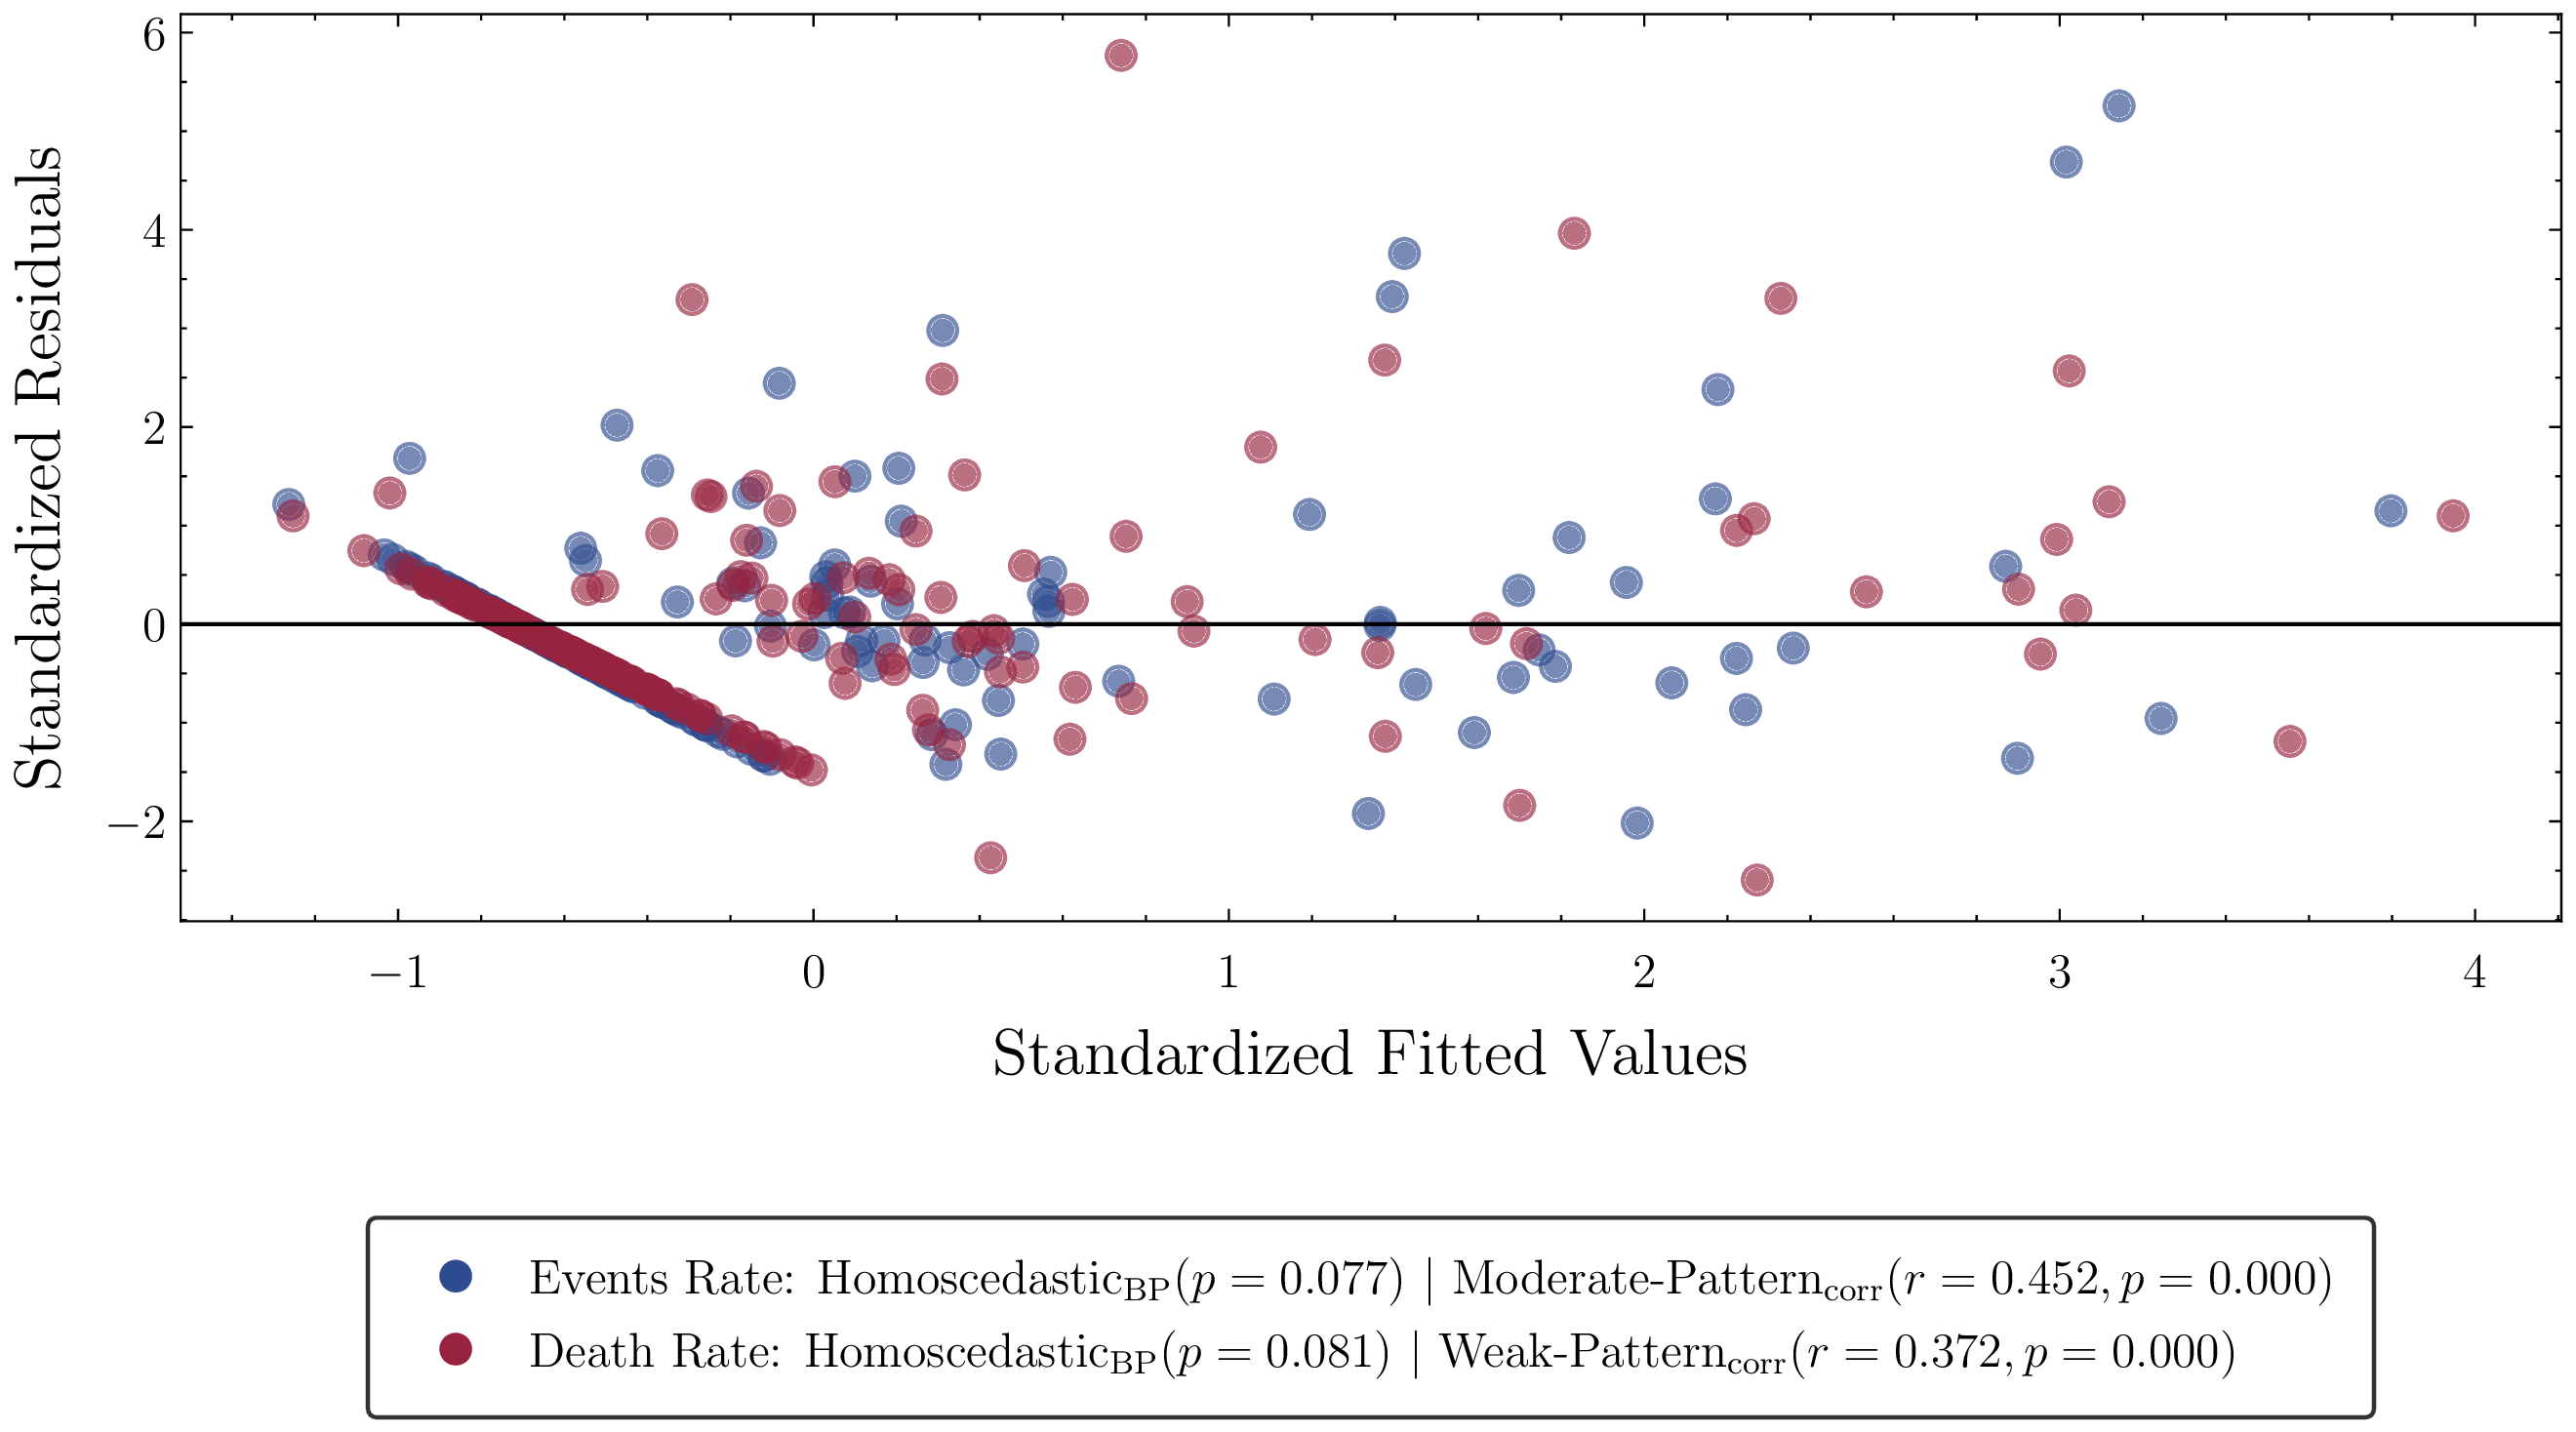 Standardized Residuals
6
4
2
0
−2
−1 0 1 2 3 4
Standardized Fitted Values
Events Rate: Homoscedastic_BP(p = 0.077) | Moderate-Pattern_corr(r = 0.452, p = 0.000)
Death Rate: Homoscedastic_BP(p = 0.081) | Weak-Pattern_corr(r = 0.372, p = 0.000)